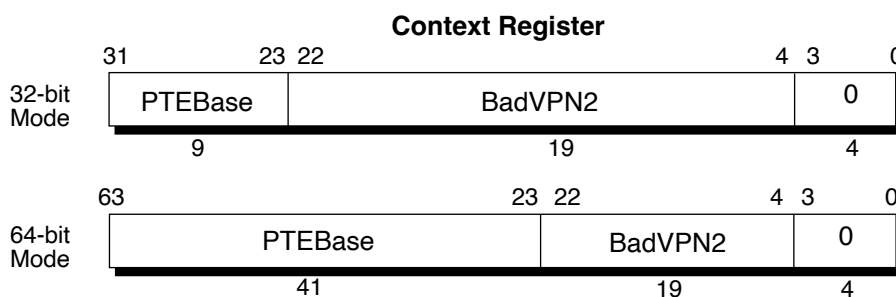 Context Register
31 23 22 4 3 0
32-bit
Mode
PTEBase BadVPN2 0
9 19 4
63 23 22 4 3 0
64-bit
Mode
PTEBase BadVPN2 0
41 19 4